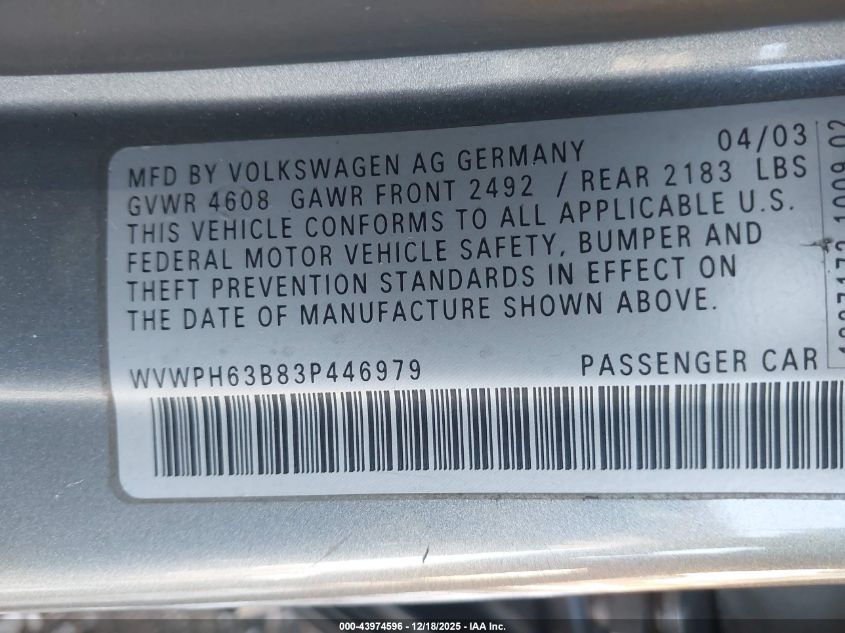 04/03
MFD BY VOLKSWAGEN AG GERMANY
GVWR 4608 GAWR FRONT 2492 / REAR 2183 LBS
THIS VEHICLE CONFORMS TO ALL APPLICABLE U.S.
FEDERAL MOTOR VEHICLE SAFETY, BUMPER AND
THEFT PREVENTION STANDARDS IN EFFECT ON
THE DATE OF MANUFACTURE SHOWN ABOVE.
WVWPH63B83P446979 PASSENGER CAR
1009 02
000-43974596 - 12/18/2025 - IAA Inc.